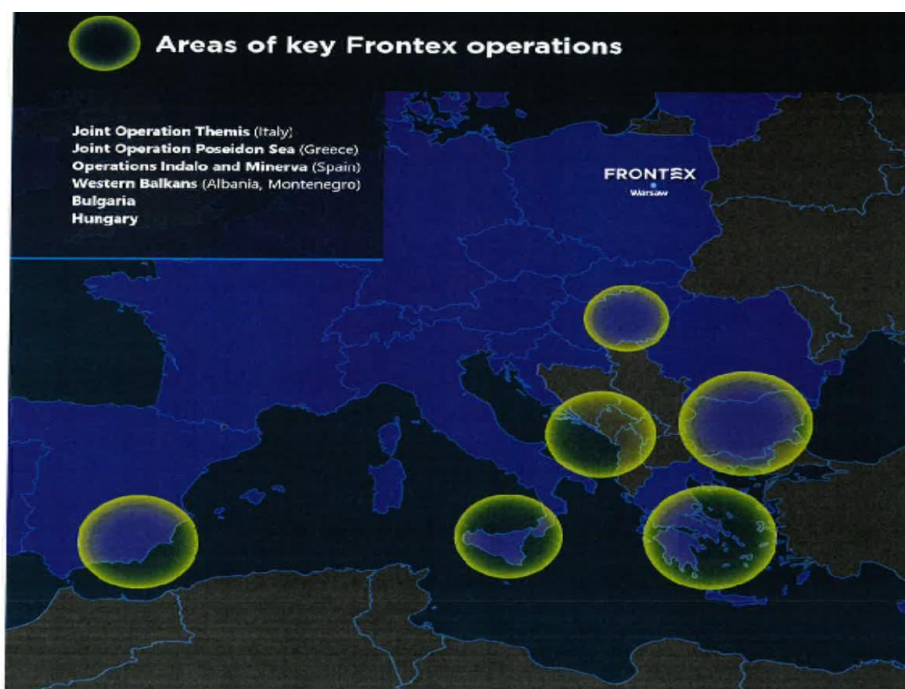 Areas of key Frontex operations
Joint Operation Themis (Italy)
Joint Operation Poseidon Sea (Greece)
Operations Indalo and Minerva (Spain)
Western Balkans (Albania, Montenegro)
Bulgaria
Hungary
FRONTEX
Warsaw